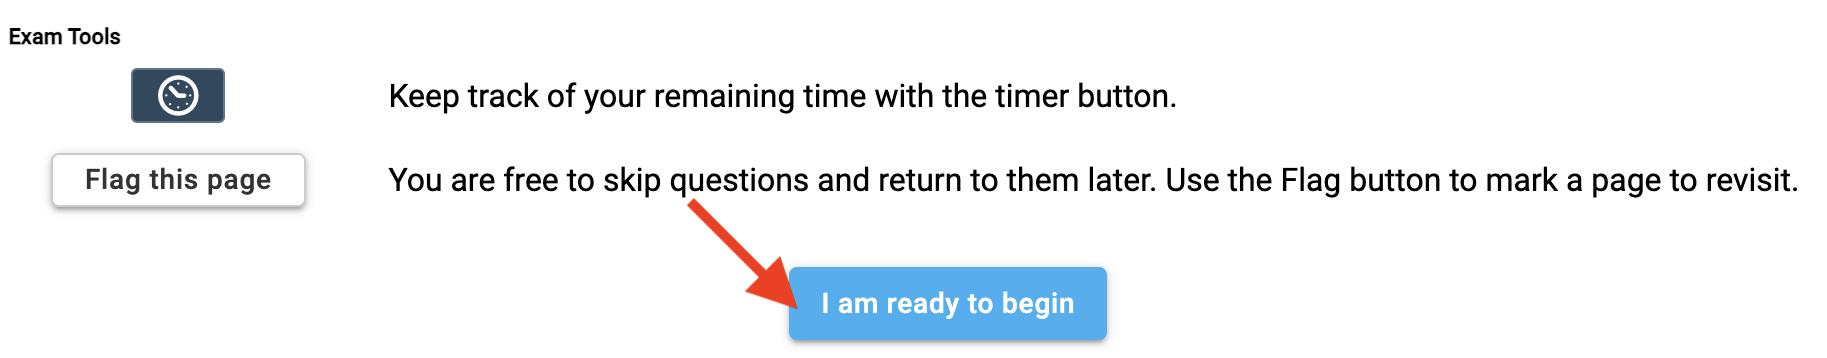 Exam Tools
Keep track of your remaining time with the timer button.
Flag this page
You are free to skip questions and return to them later. Use the Flag button to mark a page to revisit.
I am ready to begin